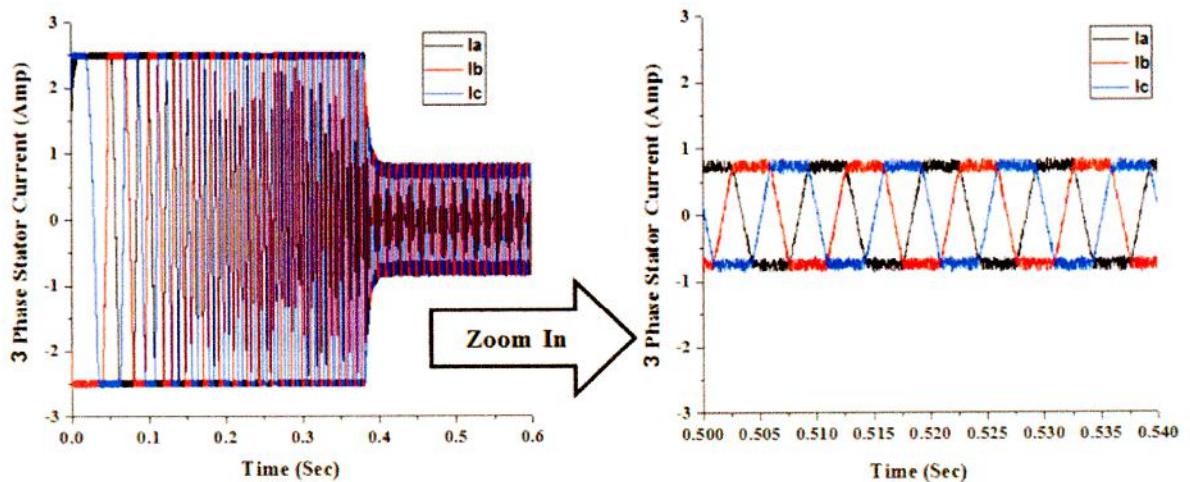 3 Phase Stator Current (Amp)
3
2
1
0
-1
-2
-3
Ia
Ib
Ic
0.0 0.1 0.2 0.3 0.4 0.5 0.6
Time (Sec)
Zoom In
3 Phase Stator Current (Amp)
3
2
1
0
-1
-2
-3
Ia
Ib
Ic
0.500 0.505 0.510 0.515 0.520 0.525 0.530 0.535 0.540
Time (Sec)